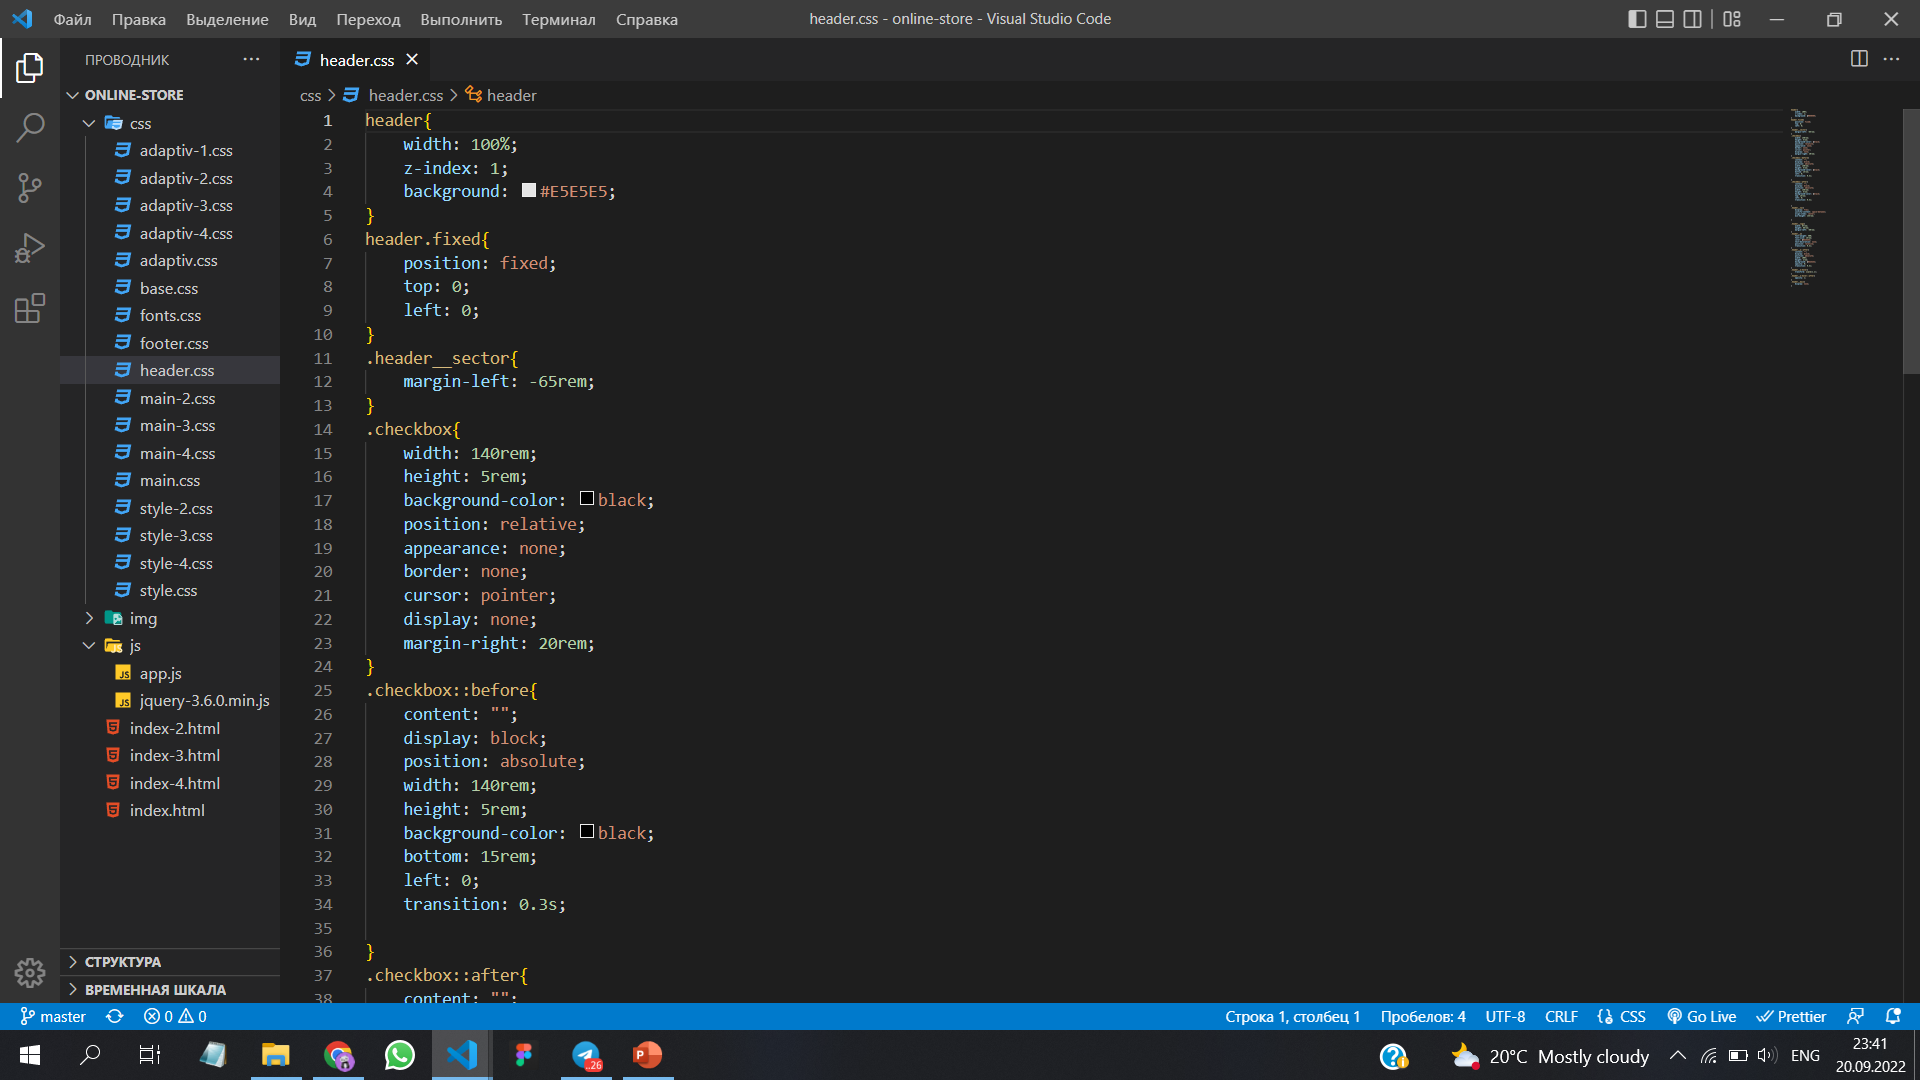 Файл Правка Выделение Вид Переход Выполнить Терминал Справка
header.css - online-store - Visual Studio Code
ПРОВОДНИК
ONLINE-STORE
css
adaptiv-1.css
adaptiv-2.css
adaptiv-3.css
adaptiv-4.css
adaptiv.css
base.css
fonts.css
footer.css
header.css
main-2.css
main-3.css
main-4.css
main.css
style-2.css
style-3.css
style-4.css
style.css
img
js
app.js
jquery-3.6.0.min.js
index-2.html
index-3.html
index-4.html
index.html
СТРУКТУРА
ВРЕМЕННАЯ ШКАЛА
header.css
css > header.css > header
1 header{
2 width: 100%;
3 z-index: 1;
4 background: #E5E5E5;
5 }
6 header.fixed{
7 position: fixed;
8 top: 0;
9 left: 0;
10 }
11 .header__sector{
12 margin-left: -65rem;
13 }
14 .checkbox{
15 width: 140rem;
16 height: 5rem;
17 background-color: black;
18 position: relative;
19 appearance: none;
20 border: none;
21 cursor: pointer;
22 display: none;
23 margin-right: 20rem;
24 }
25 .checkbox::before{
26 content: "";
27 display: block;
28 position: absolute;
29 width: 140rem;
30 height: 5rem;
31 background-color: black;
32 bottom: 15rem;
33 left: 0;
34 transition: 0.3s;
35
36 }
37 .checkbox::after{
38 content: "";
master 0 0
Строка 1, столбец 1 Пробелов: 4 UTF-8 CRLF CSS Go Live Prettier
..26
20°C Mostly cloudy
ENG
23:41
20.09.2022